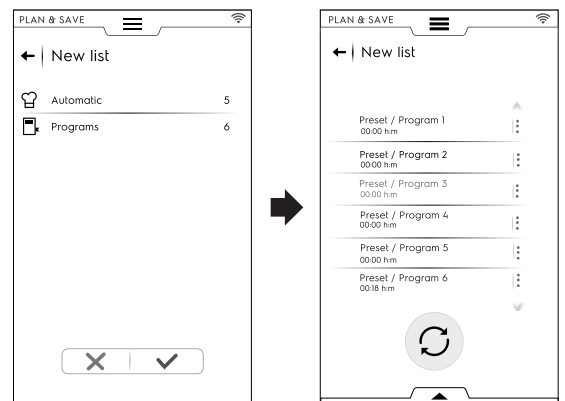 PLAN & SAVE
New list
Automatic 5
Programs 6
PLAN & SAVE
New list
Preset / Program 1
00:00 h:m
Preset / Program 2
00:00 h:m
Preset / Program 3
00:00 h:m
Preset / Program 4
00:00 h:m
Preset / Program 5
00:00 h:m
Preset / Program 6
00:18 h:m